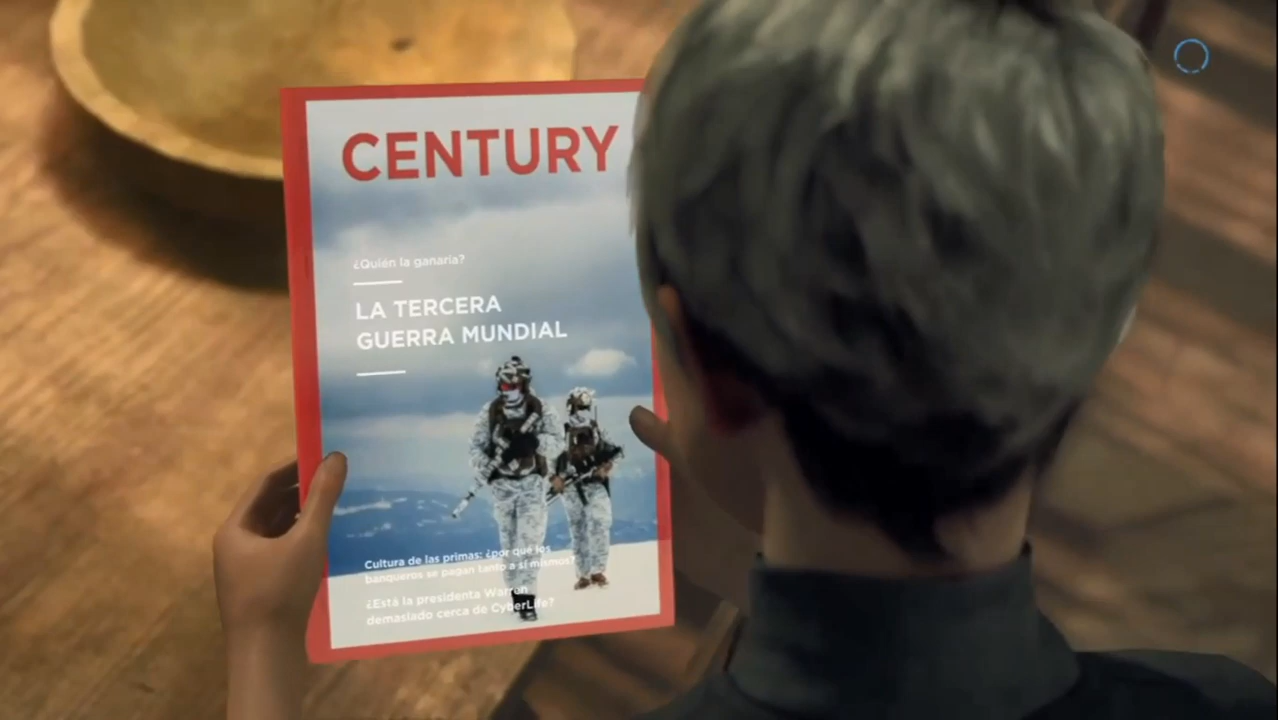 CENTURY
¿Quién la ganaría?
LA TERCERA
GUERRA MUNDIAL
Cultura de las primas: ¿por qué los
banqueros se pagan tanto a sí mismos?
¿Está la presidenta Warren
demasiado cerca de CyberLife?